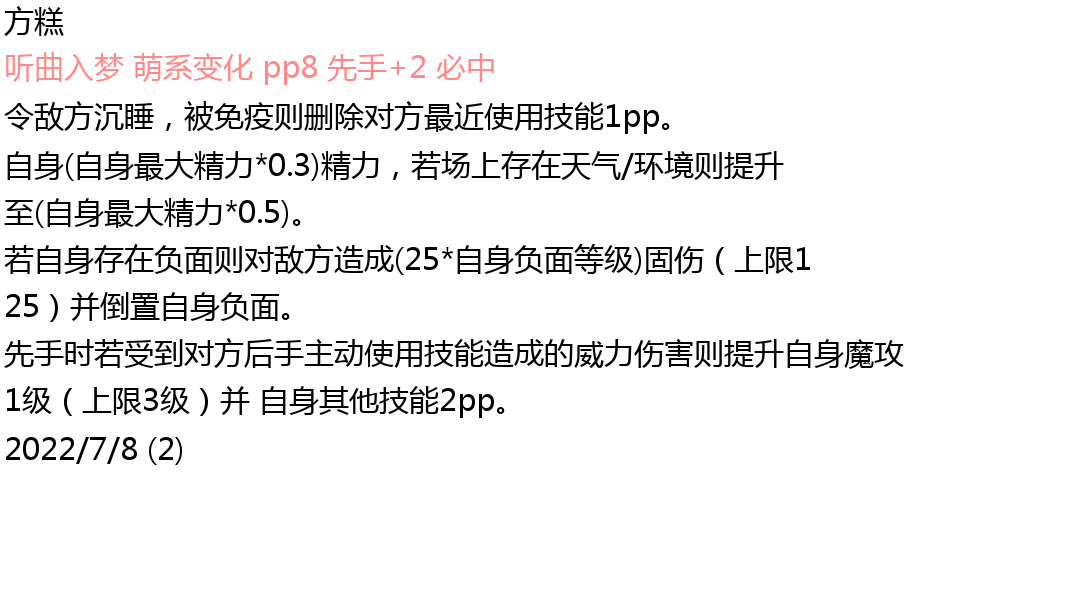 方糕
听曲入梦 萌系变化 pp8 先手+2 必中
令敌方沉睡，被免疫则删除对方最近使用技能1pp。
自身(自身最大精力*0.3)精力，若场上存在天气/环境则提升
至(自身最大精力*0.5)。
若自身存在负面则对敌方造成(25*自身负面等级)固伤（上限1
25）并倒置自身负面。
先手时若受到对方后手主动使用技能造成的威力伤害则提升自身魔攻
1级（上限3级）并 自身其他技能2pp。
2022/7/8 (2)